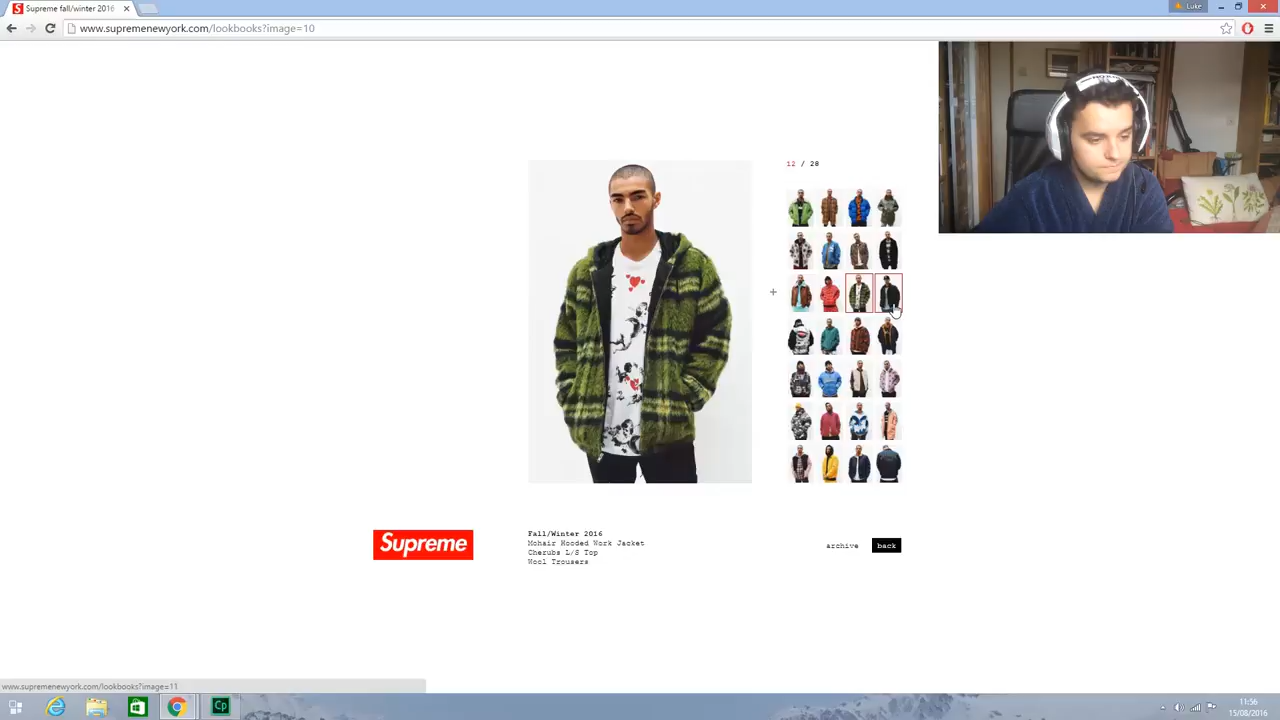 Supreme fall/winter 2016
Luke
www.supremenewyork.com/lookbooks?image=10
12 / 28
Supreme
Fall/Winter 2016
Mohair Hooded Work Jacket
Cherubs L/S Top
Wool Trousers
archive
back
www.supremenewyork.com/lookbooks?image=11
Cp
11:56
15/08/2016